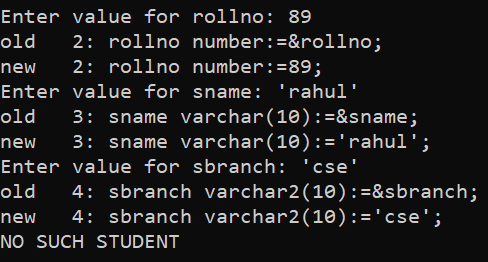 Enter value for rollno: 89
old   2: rollno number:=&rollno;
new   2: rollno number:=89;
Enter value for sname: 'rahul'
old   3: sname varchar(10):=&sname;
new   3: sname varchar(10):='rahul';
Enter value for sbranch: 'cse'
old   4: sbranch varchar2(10):=&sbranch;
new   4: sbranch varchar2(10):='cse';
NO SUCH STUDENT